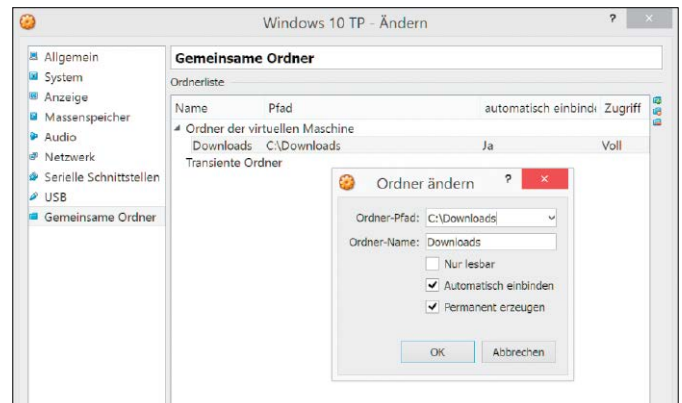 Windows 10 TP - Ändern ? ×
Allgemein
System
Anzeige
Massenspeicher
Audio
Netzwerk
Serielle Schnittstellen
USB
Gemeinsame Ordner
Gemeinsame Ordner
Ordnerliste
Name Pfad automatisch einbinde Zugriff
Ordner der virtuellen Maschine
Downloads C:\Downloads Ja Voll
Transiente Ordner
Ordner ändern ? ×
Ordner-Pfad: C:\Downloads
Ordner-Name: Downloads
Nur lesbar
Automatisch einbinden
Permanent erzeugen
OK Abbrechen